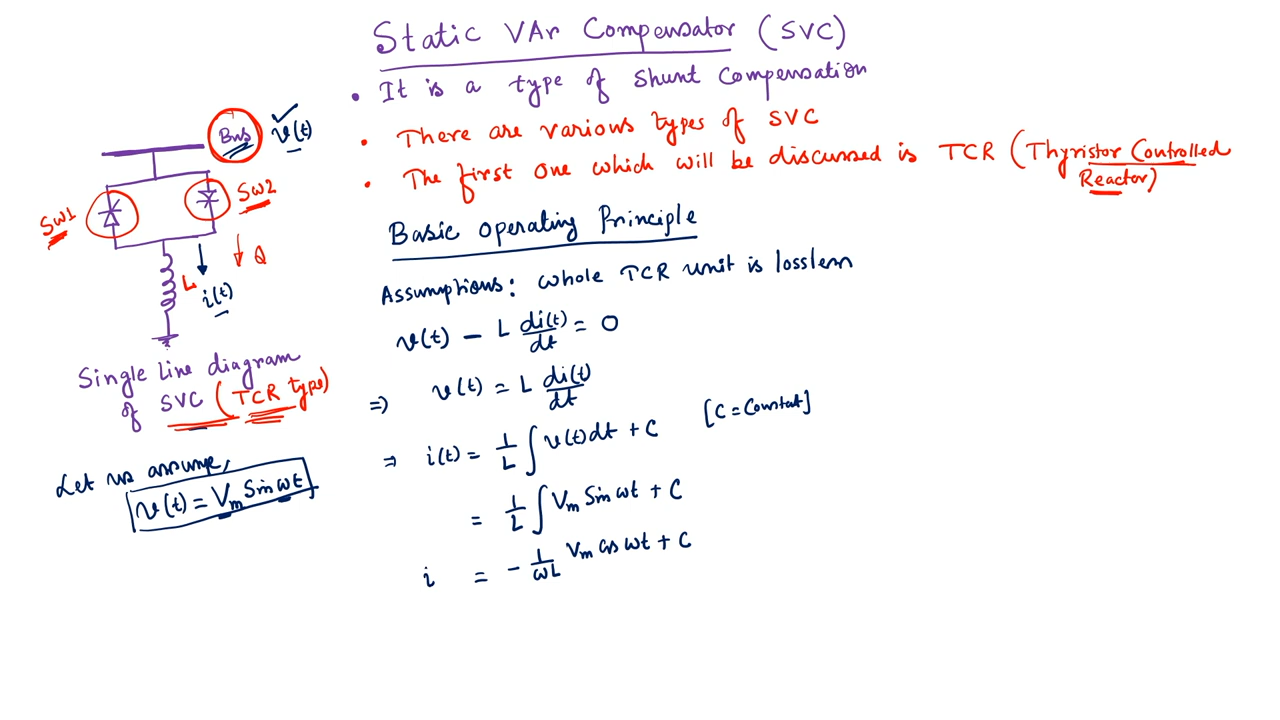 Static VAr Compensator (SVC)
• It is a type of Shunt Compensation
• There are various types of SVC
• The first one which will be discussed is TCR (Thyristor Controlled
Reactor)
Bus v(t)
SW1
SW2
L
i(t)
Q
Single line diagram
of SVC (TCR type)
Let us assume,
v(t) = Vm Sin ωt
Basic Operating Principle
Assumptions: whole TCR unit is lossless
v(t) - L di(t)/dt = 0
⇒ v(t) = L di(t)/dt
⇒ i(t) = 1/L ∫ v(t) dt + C [C = Constat]
= 1/L ∫ Vm Sin ωt + C
i = - 1/ωL Vm cos ωt + C